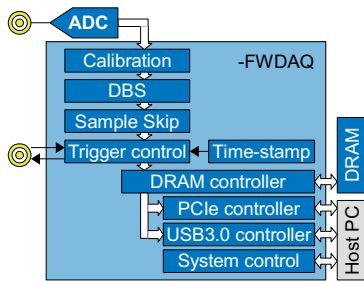 ADC
-FWDAQ
Calibration
DBS
Sample Skip
Trigger control
Time-stamp
DRAM controller
DRAM
PCIe controller
USB3.0 controller
System control
Host PC